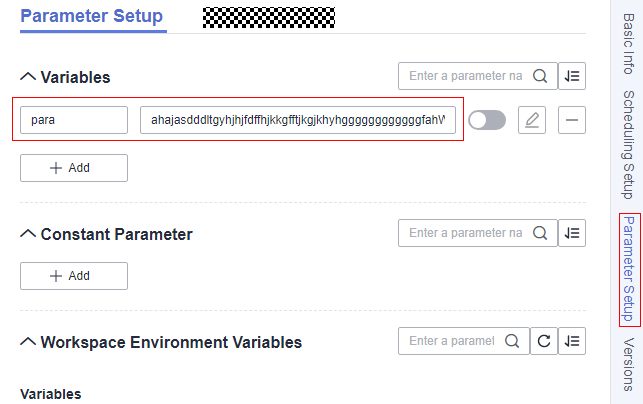 Parameter Setup
Variables
Enter a parameter na
para
ahajasdddltgyhjhjfdffhjkkgfftjkgjkhyhggggggggggggfahW
Add
Constant Parameter
Enter a parameter na
Add
Workspace Environment Variables
Enter a paramet
Variables
Basic Info
Scheduling Setup
Parameter Setup
Versions